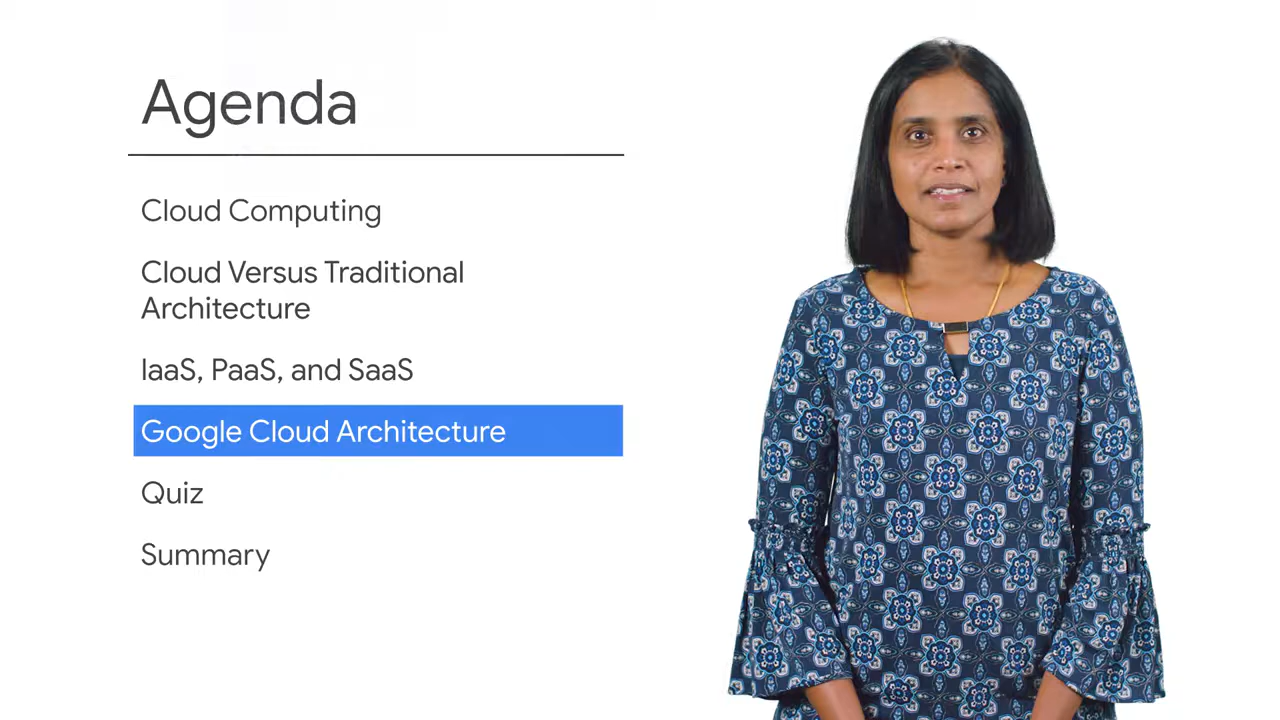 Agenda
Cloud Computing
Cloud Versus Traditional
Architecture
IaaS, PaaS, and SaaS
Google Cloud Architecture
Quiz
Summary